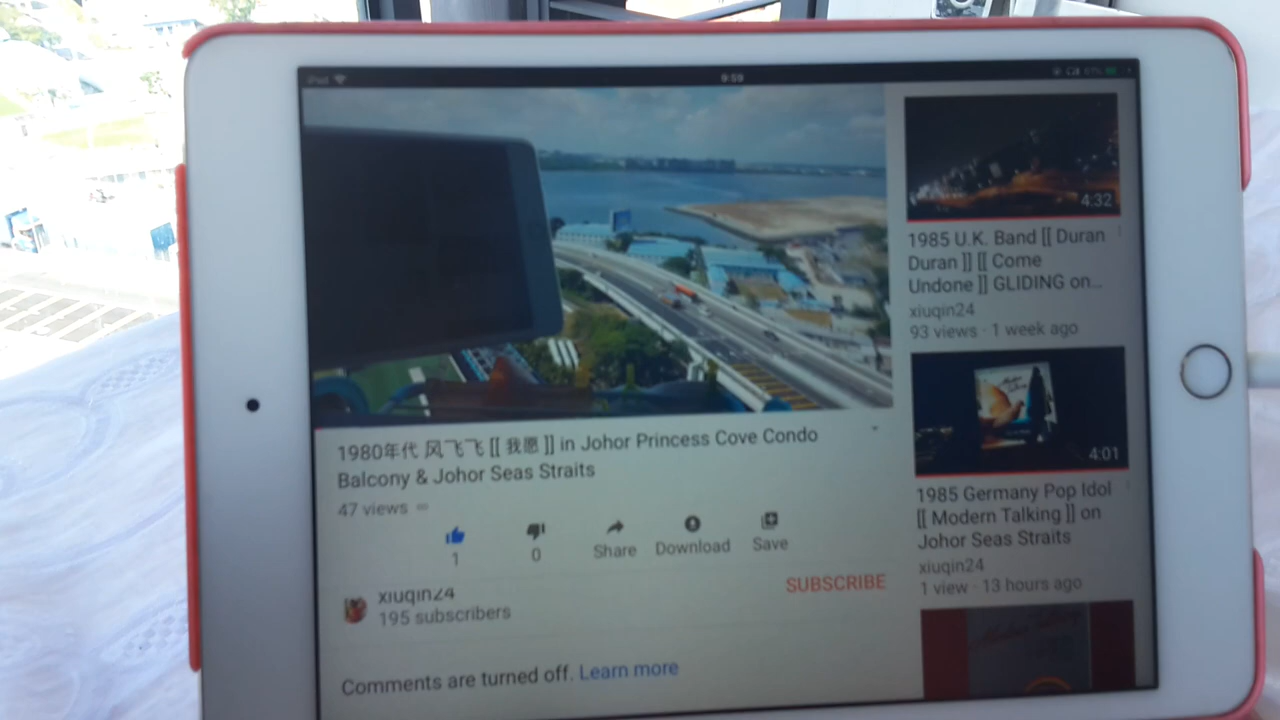 iPad
9:59
1980年代 风飞飞 [[ 我愿 ]] in Johor Princess Cove Condo
Balcony & Johor Seas Straits
47 views
1
0
Share
Download
Save
xiuqin24
195 subscribers
SUBSCRIBE
Comments are turned off. Learn more
4:32
1985 U.K. Band [[ Duran
Duran ]] [[ Come
Undone ]] GLIDING on...
xiuqin24
93 views · 1 week ago
4:01
1985 Germany Pop Idol
[[ Modern Talking ]] on
Johor Seas Straits
xiuqin24
1 view · 13 hours ago